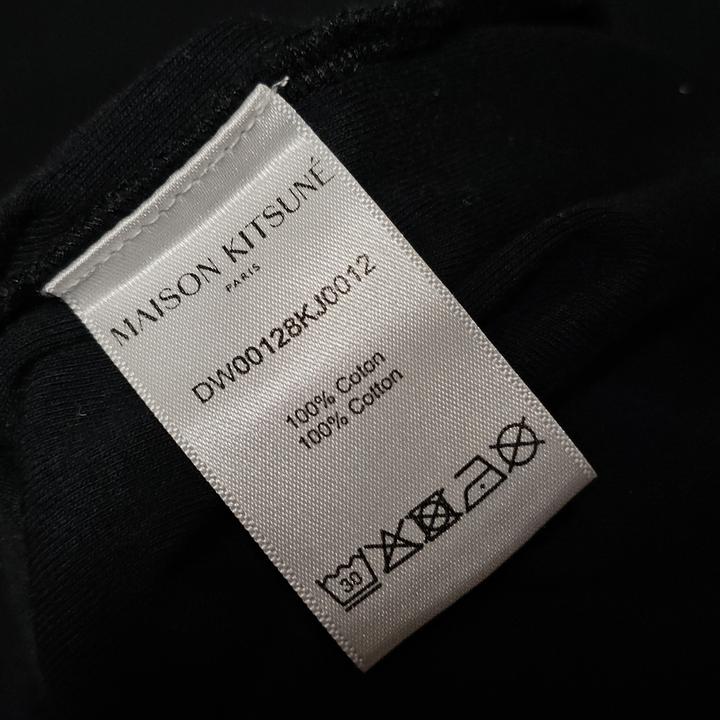 MAISON KITSUNÉ
PARIS
DW00128KJ0012
100% Coton
100% Cotton
30